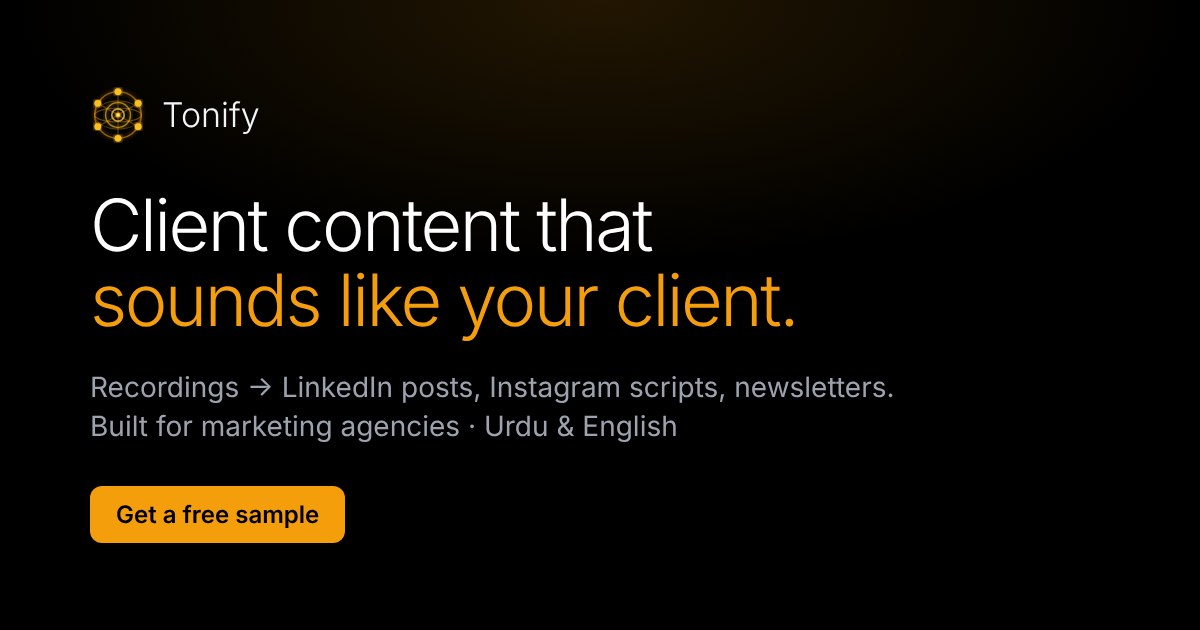 Tonify
Client content that
sounds like your client.
Recordings → LinkedIn posts, Instagram scripts, newsletters.
Built for marketing agencies · Urdu & English
Get a free sample